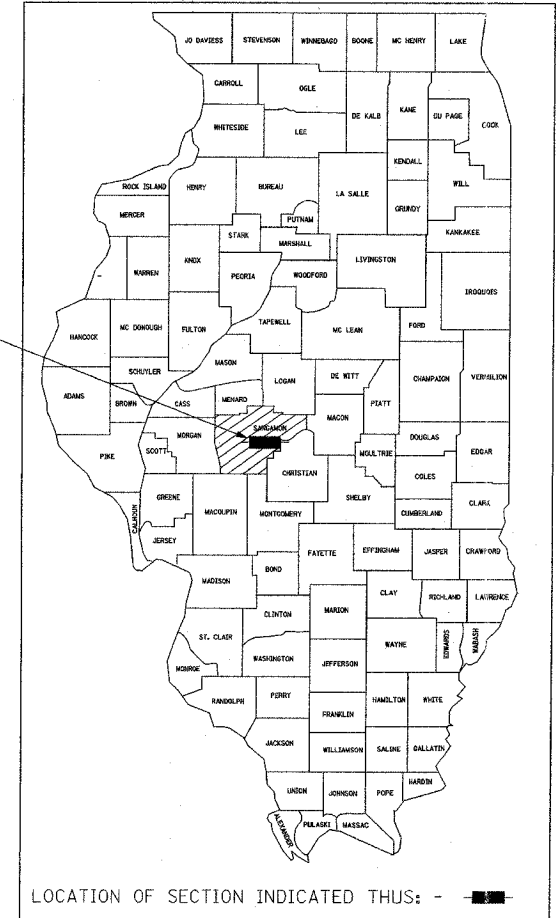 JO DAVIESS STEVENSON WINNEBAGO BOONE MC HENRY LAKE
CARROLL OGLE
DE KALB KANE DU PAGE COOK
WHITESIDE LEE
KENDALL
WILL
ROCK ISLAND HENRY BUREAU LA SALLE
GRUNDY
MERCER PUTNAM
STARK KANKAKEE
MARSHALL
KNOX LIVINGSTON
WARREN PEORIA WOODFORD
IROQUOIS
TAPEWELL FORD
HANCOCK MC DONOUGH FULTON MC LEAN
MASON
SCHUYLER DE WITT
ADAMS LOGAN CHAMPAION VERMILION
BROWN CASS MENARD PIATT
MACON
SANGAMON
MORGAN DOUGLAS
PIKE SCOTT MOULTRIE EDGAR
CHRISTIAN COLES
SHELBY
GREENE CLARK
CALHOUN MACOUPIN MONTGOMERY CUMBERLAND
JERSEY
FAYETTE EFFINGHAM JASPER CRAWFORD
BOND
MADISON
CLAY RICHLAND LAWRENCE
CLINTON MARION
ST. CLAIR WAYNE EDWARDS WABASH
WASHINGTON JEFFERSON
MONROE
RANDOLPH PERRY HAMILTON WHITE
FRANKLIN
JACKSON WILLIAMSON SALINE GALLATIN
HARDIN
UNION JOHNSON POPE
ALEXANDER PULASKI MASSAC
LOCATION OF SECTION INDICATED THUS: -